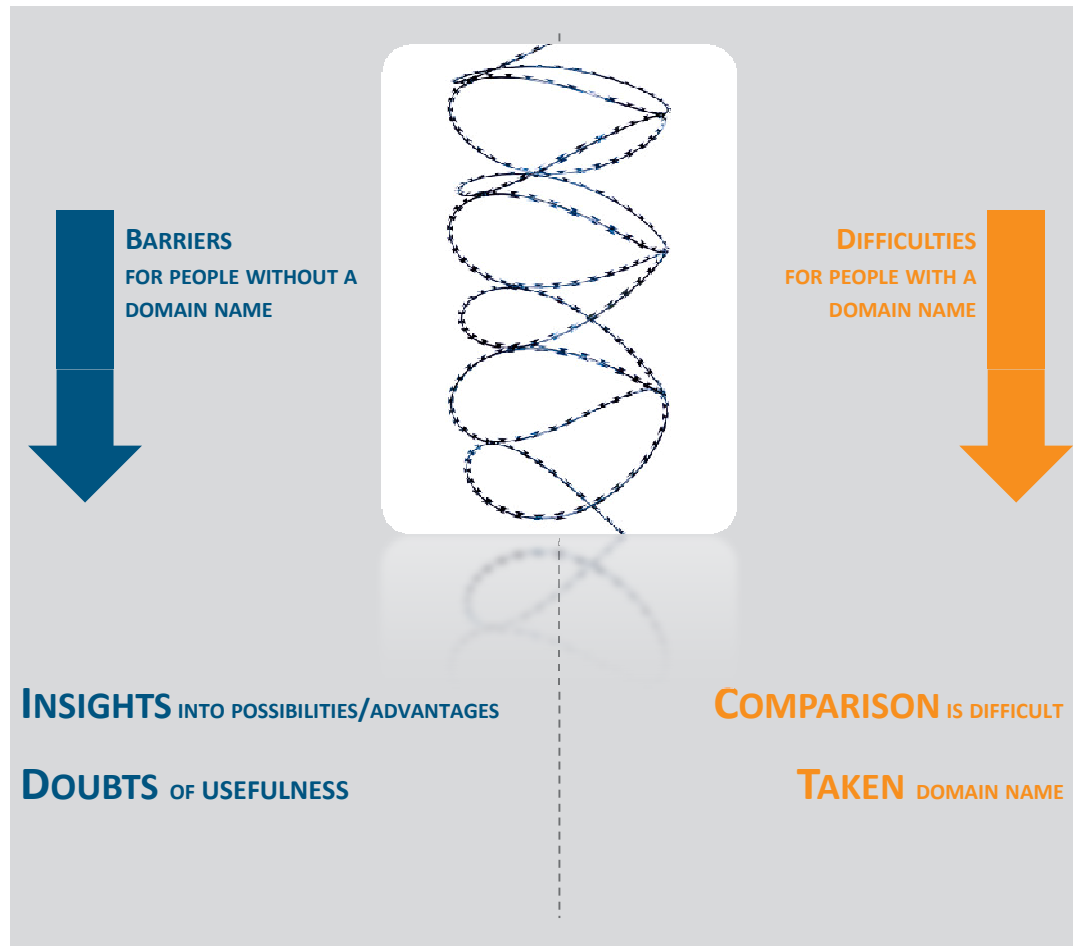 BARRIERS
FOR PEOPLE WITHOUT A
DOMAIN NAME
DIFFICULTIES
FOR PEOPLE WITH A
DOMAIN NAME
INSIGHTS INTO POSSIBILITIES/ADVANTAGES
DOUBTS OF USEFULNESS
COMPARISON IS DIFFICULT
TAKEN DOMAIN NAME